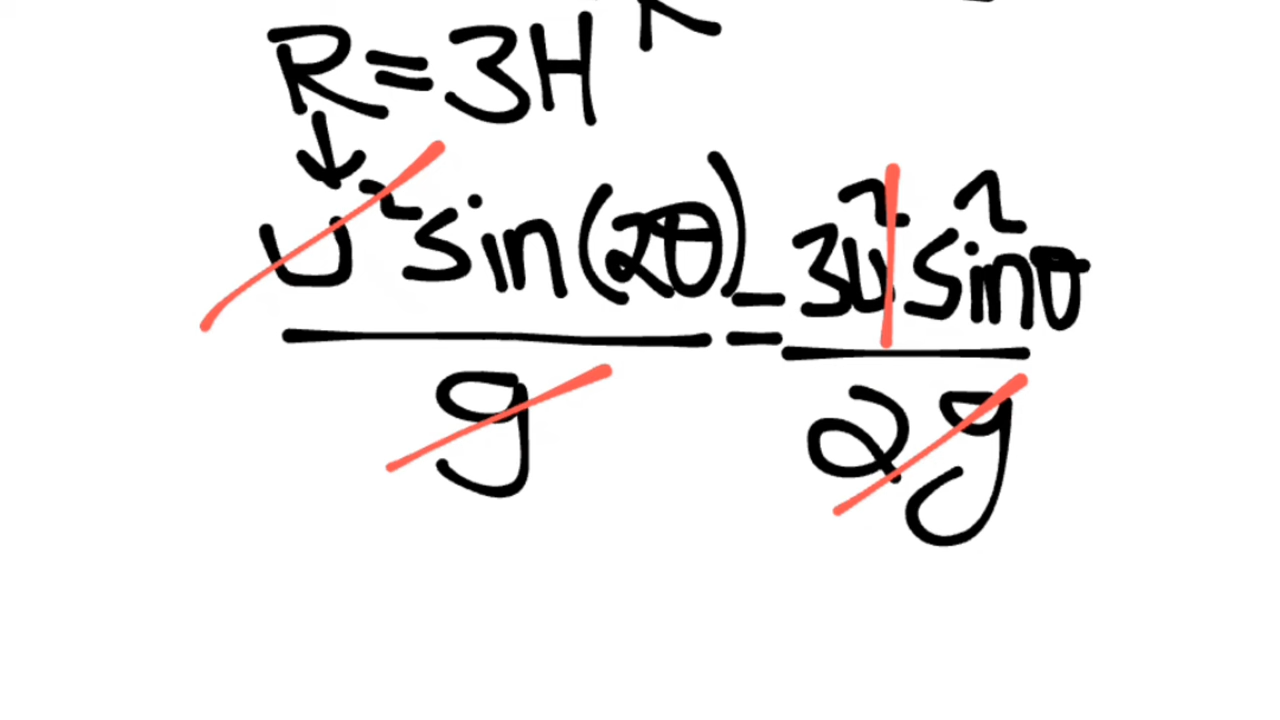 R=3H
↓
u²sin(2θ) = 3u²sin²θ
g 2g